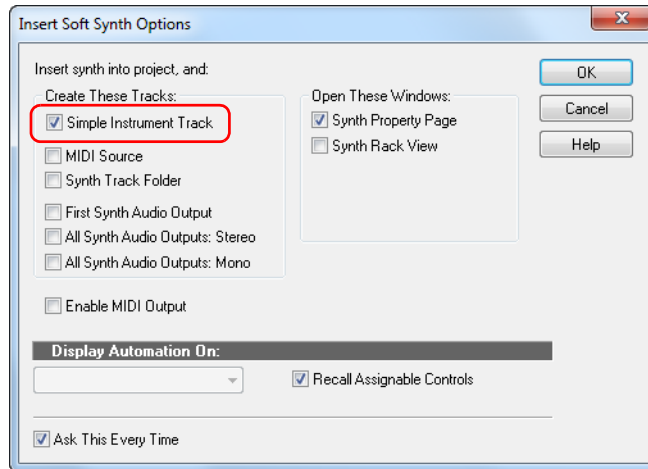 Insert Soft Synth Options
Insert synth into project, and:
Create These Tracks:
Simple Instrument Track
MIDI Source
Synth Track Folder
First Synth Audio Output
All Synth Audio Outputs: Stereo
All Synth Audio Outputs: Mono
Enable MIDI Output
Open These Windows:
Synth Property Page
Synth Rack View
OK
Cancel
Help
Display Automation On:
Recall Assignable Controls
Ask This Every Time